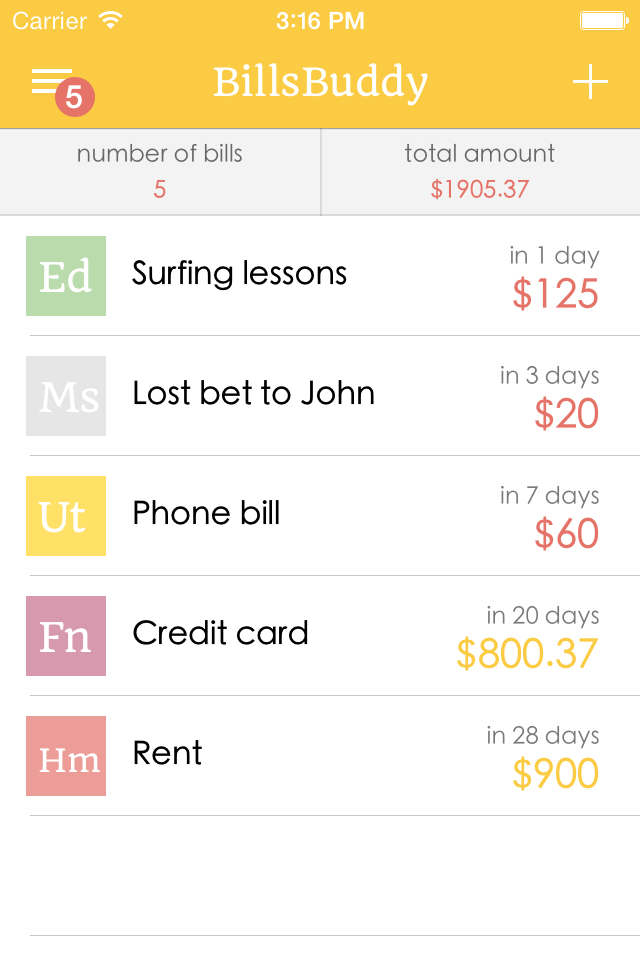 Carrier 3:16 PM
5 BillsBuddy +
number of bills total amount
5 $1905.37
Ed Surfing lessons in 1 day
$125
Ms Lost bet to John in 3 days
$20
Ut Phone bill in 7 days
$60
Fn Credit card in 20 days
$800.37
Hm Rent in 28 days
$900